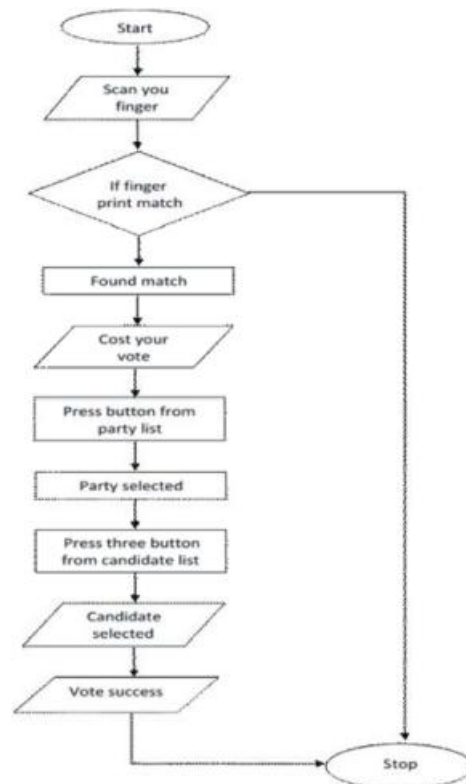 Start
Scan you
finger
If finger
print match
Found match
Cost your
vote
Press button from
party list
Party selected
Press three button
from candidate list
Candidate
selected
Vote success
Stop